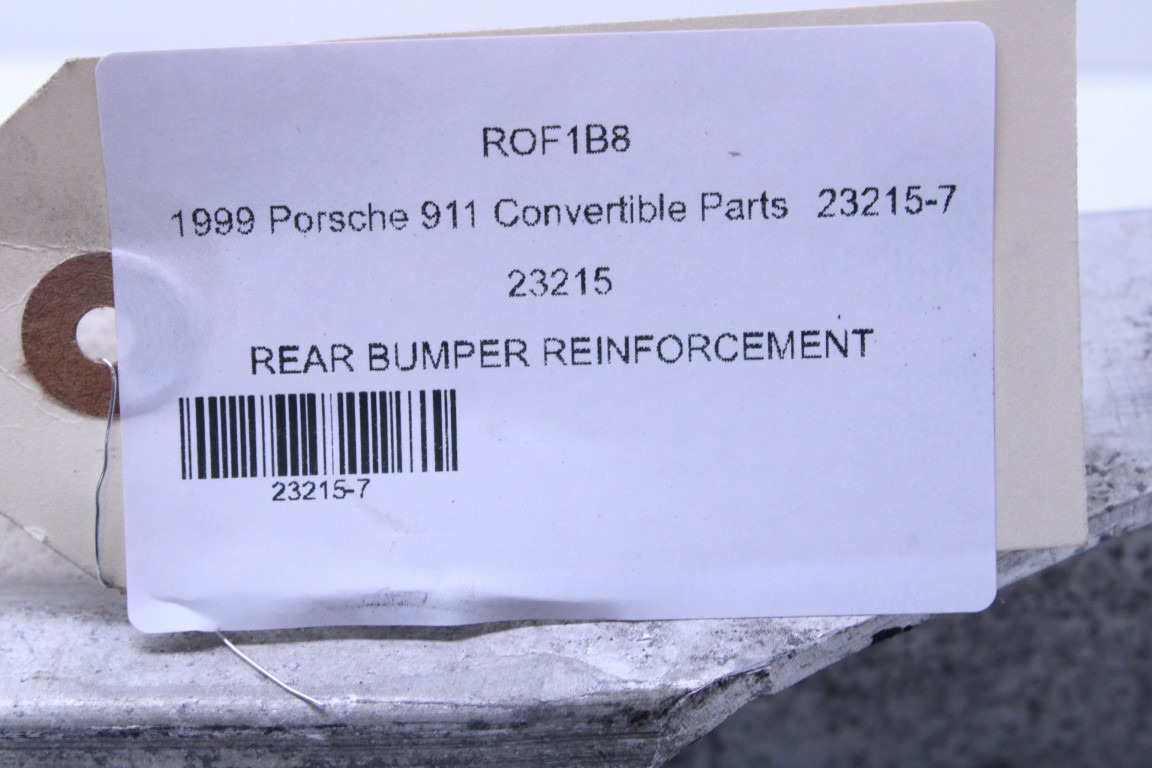 ROF1B8
1999 Porsche 911 Convertible Parts 23215-7
23215
REAR BUMPER REINFORCEMENT
23215-7